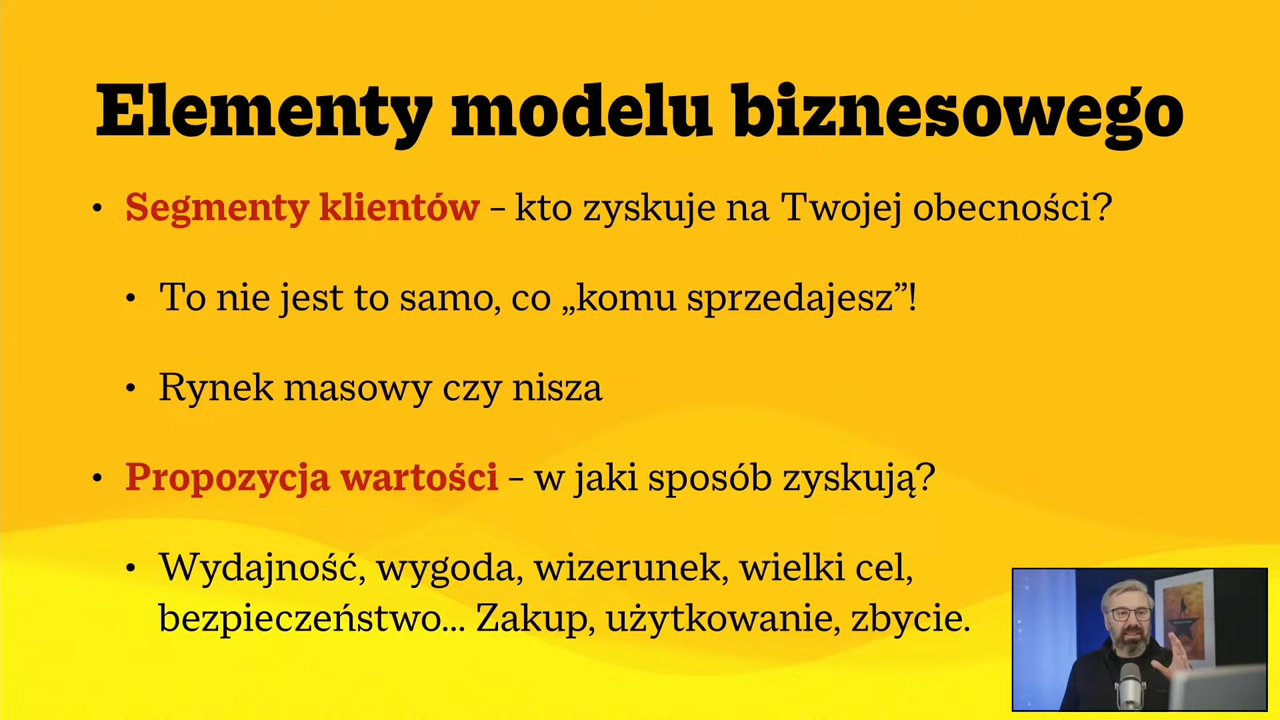 Elementy modelu biznesowego
• Segmenty klientów – kto zyskuje na Twojej obecności?
• To nie jest to samo, co „komu sprzedajesz”!
• Rynek masowy czy nisza
• Propozycja wartości – w jaki sposób zyskują?
• Wydajność, wygoda, wizerunek, wielki cel,
bezpieczeństwo... Zakup, użytkowanie, zbycie.